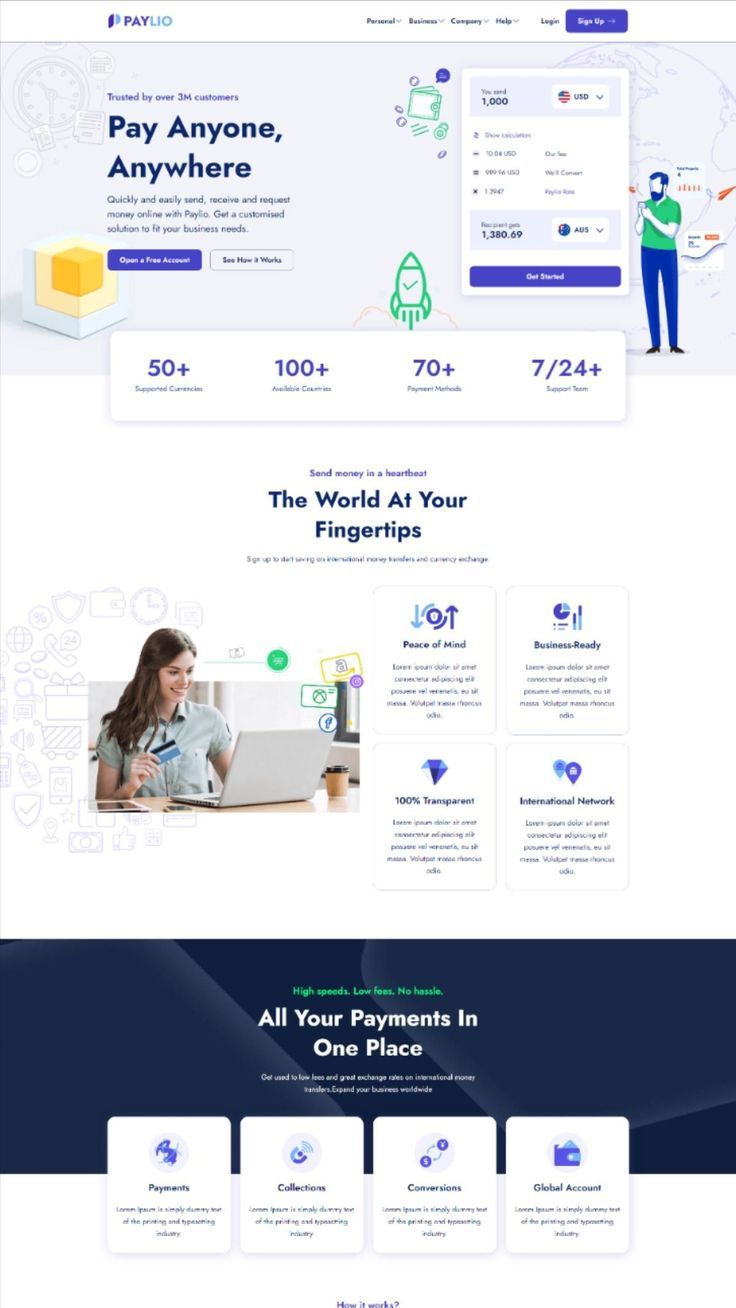 PAYLIO
Personal
Business
Company
Help
Login
Sign Up →
Trusted by over 3M customers
Pay Anyone,
Anywhere
Quickly and easily send, receive and request
money online with Paylio. Get a customised
solution to fit your business needs.
Open a Free Account
See How it Works
You send
1,000
USD
Show calculation
10.04 USD
Our fee
989.96 USD
We'll Convert
1.3947
Paylio Rate
Recipient gets
1,380.69
AUS
Get Started
50+
Supported Currencies
100+
Available Countries
70+
Payment Methods
7/24+
Support Team
Send money in a heartbeat
The World At Your
Fingertips
Sign up to start saving on international money transfers and currency exchange.
24
Peace of Mind
Lorem ipsum dolor sit amet
consectetur adipiscing elit
posuere vel venenatis, eu sit
massa. Volutpat massa rhoncus
odio.
Business-Ready
Lorem ipsum dolor sit amet
consectetur adipiscing elit
posuere vel venenatis, eu sit
massa. Volutpat massa rhoncus
odio.
100% Transparent
Lorem ipsum dolor sit amet
consectetur adipiscing elit
posuere vel venenatis, eu sit
massa. Volutpat massa rhoncus
odio.
International Network
Lorem ipsum dolor sit amet
consectetur adipiscing elit
posuere vel venenatis, eu sit
massa. Volutpat massa rhoncus
odio.
High speeds. Low fees. No hassle.
All Your Payments In
One Place
Get used to low fees and great exchange rates on international money
transfers.Expand your business worldwide
Payments
Lorem Ipsum is simply dummy text
of the printing and typesetting
industry.
Collections
Lorem Ipsum is simply dummy text
of the printing and typesetting
industry.
Conversions
Lorem Ipsum is simply dummy text
of the printing and typesetting
industry.
Global Account
Lorem Ipsum is simply dummy text
of the printing and typesetting
industry.
How it works?